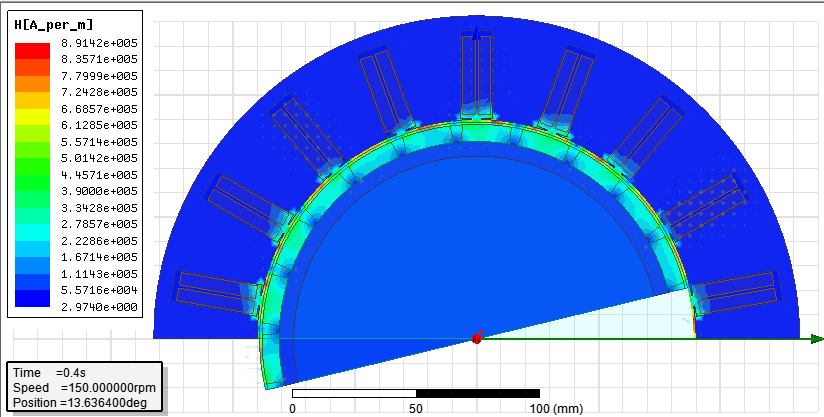 H[A_per_m]
8.9142e+005
8.3571e+005
7.7999e+005
7.2428e+005
6.6857e+005
6.1285e+005
5.5714e+005
5.0142e+005
4.4571e+005
3.9000e+005
3.3428e+005
2.7857e+005
2.2286e+005
1.6714e+005
1.1143e+005
5.5716e+004
2.9740e+000
Time =0.4s
Speed =150.000000rpm
Position =13.636400deg
0 50 100 (mm)